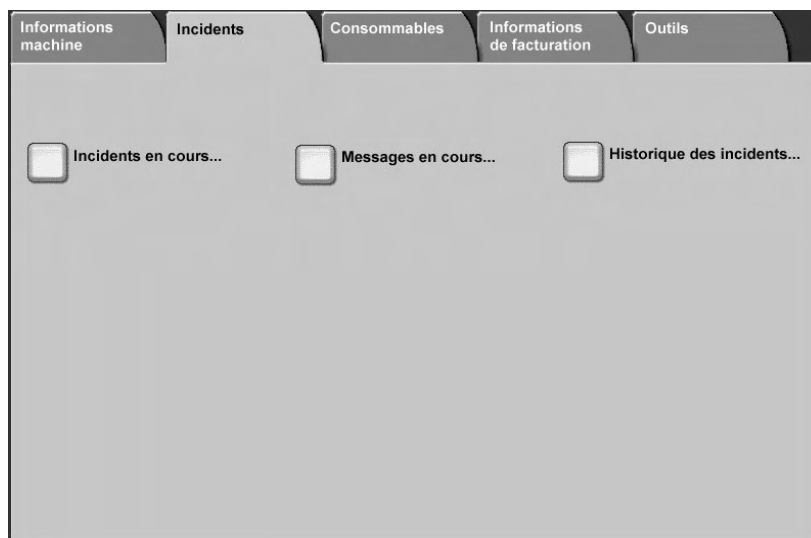 Informations
machine
Incidents
Consommables
Informations
de facturation
Outils
Incidents en cours...
Messages en cours...
Historique des incidents...